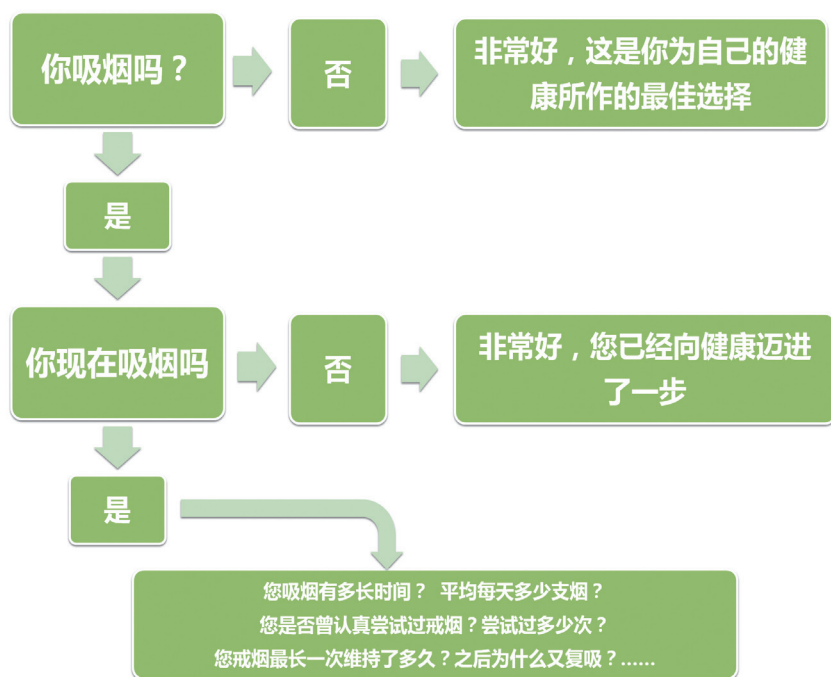 你吸烟吗？
否
非常好，这是你为自己的健
康所作的最佳选择
是
你现在吸烟吗
否
非常好，您已经向健康迈进
了一步
是
您吸烟有多长时间？ 平均每天多少支烟？
您是否曾认真尝试过戒烟？尝试过多少次？
您戒烟最长一次维持了多久？之后为什么又复吸？……